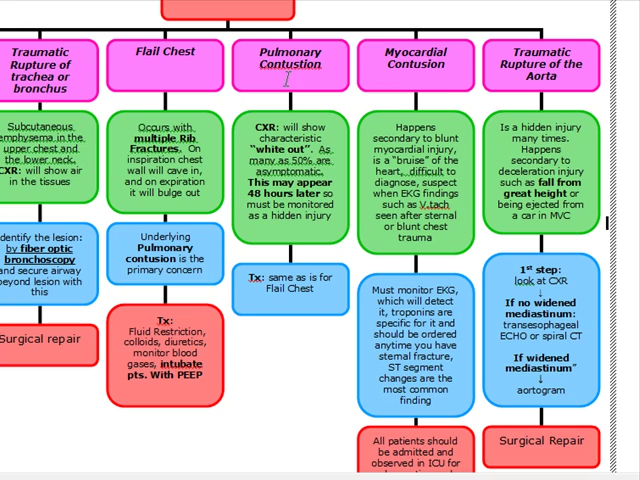 Traumatic
Rupture of
trachea or
bronchus
Subcutaneous
emphysema in the
upper chest and
the lower neck.
CXR: will show air
in the tissues
Identify the lesion:
by fiber optic
bronchoscopy
and secure airway
beyond lesion with
this
Surgical repair
Flail Chest
Occurs with
multiple Rib
Fractures. On
inspiration chest
wall will cave in,
and on expiration
it will bulge out
Underlying
Pulmonary
contusion is the
primary concern
Tx:
Fluid Restriction,
colloids, diuretics,
monitor blood
gases, intubate
pts. With PEEP
Pulmonary
Contustion
CXR: will show
characteristic
“white out”. As
many as 50% are
asymptomatic.
This may appear
48 hours later so
must be monitored
as a hidden injury
Tx: same as is for
Flail Chest
Myocardial
Contusion
Happens
secondary to blunt
myocardial injury,
is a “bruise” of the
heart, difficult to
diagnose, suspect
when EKG findings
such as V.tach
seen after sternal
or blunt chest
trauma
Must monitor EKG,
which will detect
it, troponins are
specific for it and
should be ordered
anytime you have
sternal fracture,
ST segment
changes are the
most common
finding
All patients should
be admitted and
observed in ICU for
Traumatic
Rupture of the
Aorta
Is a hidden injury
many times.
Happens
secondary to
deceleration injury
such as fall from
great height or
being ejected from
a car in MVC
1st step:
look at CXR
↓
If no widened
mediastinum:
transesophageal
ECHO or spiral CT
If widened
mediastinum”
↓
aortogram
Surgical Repair